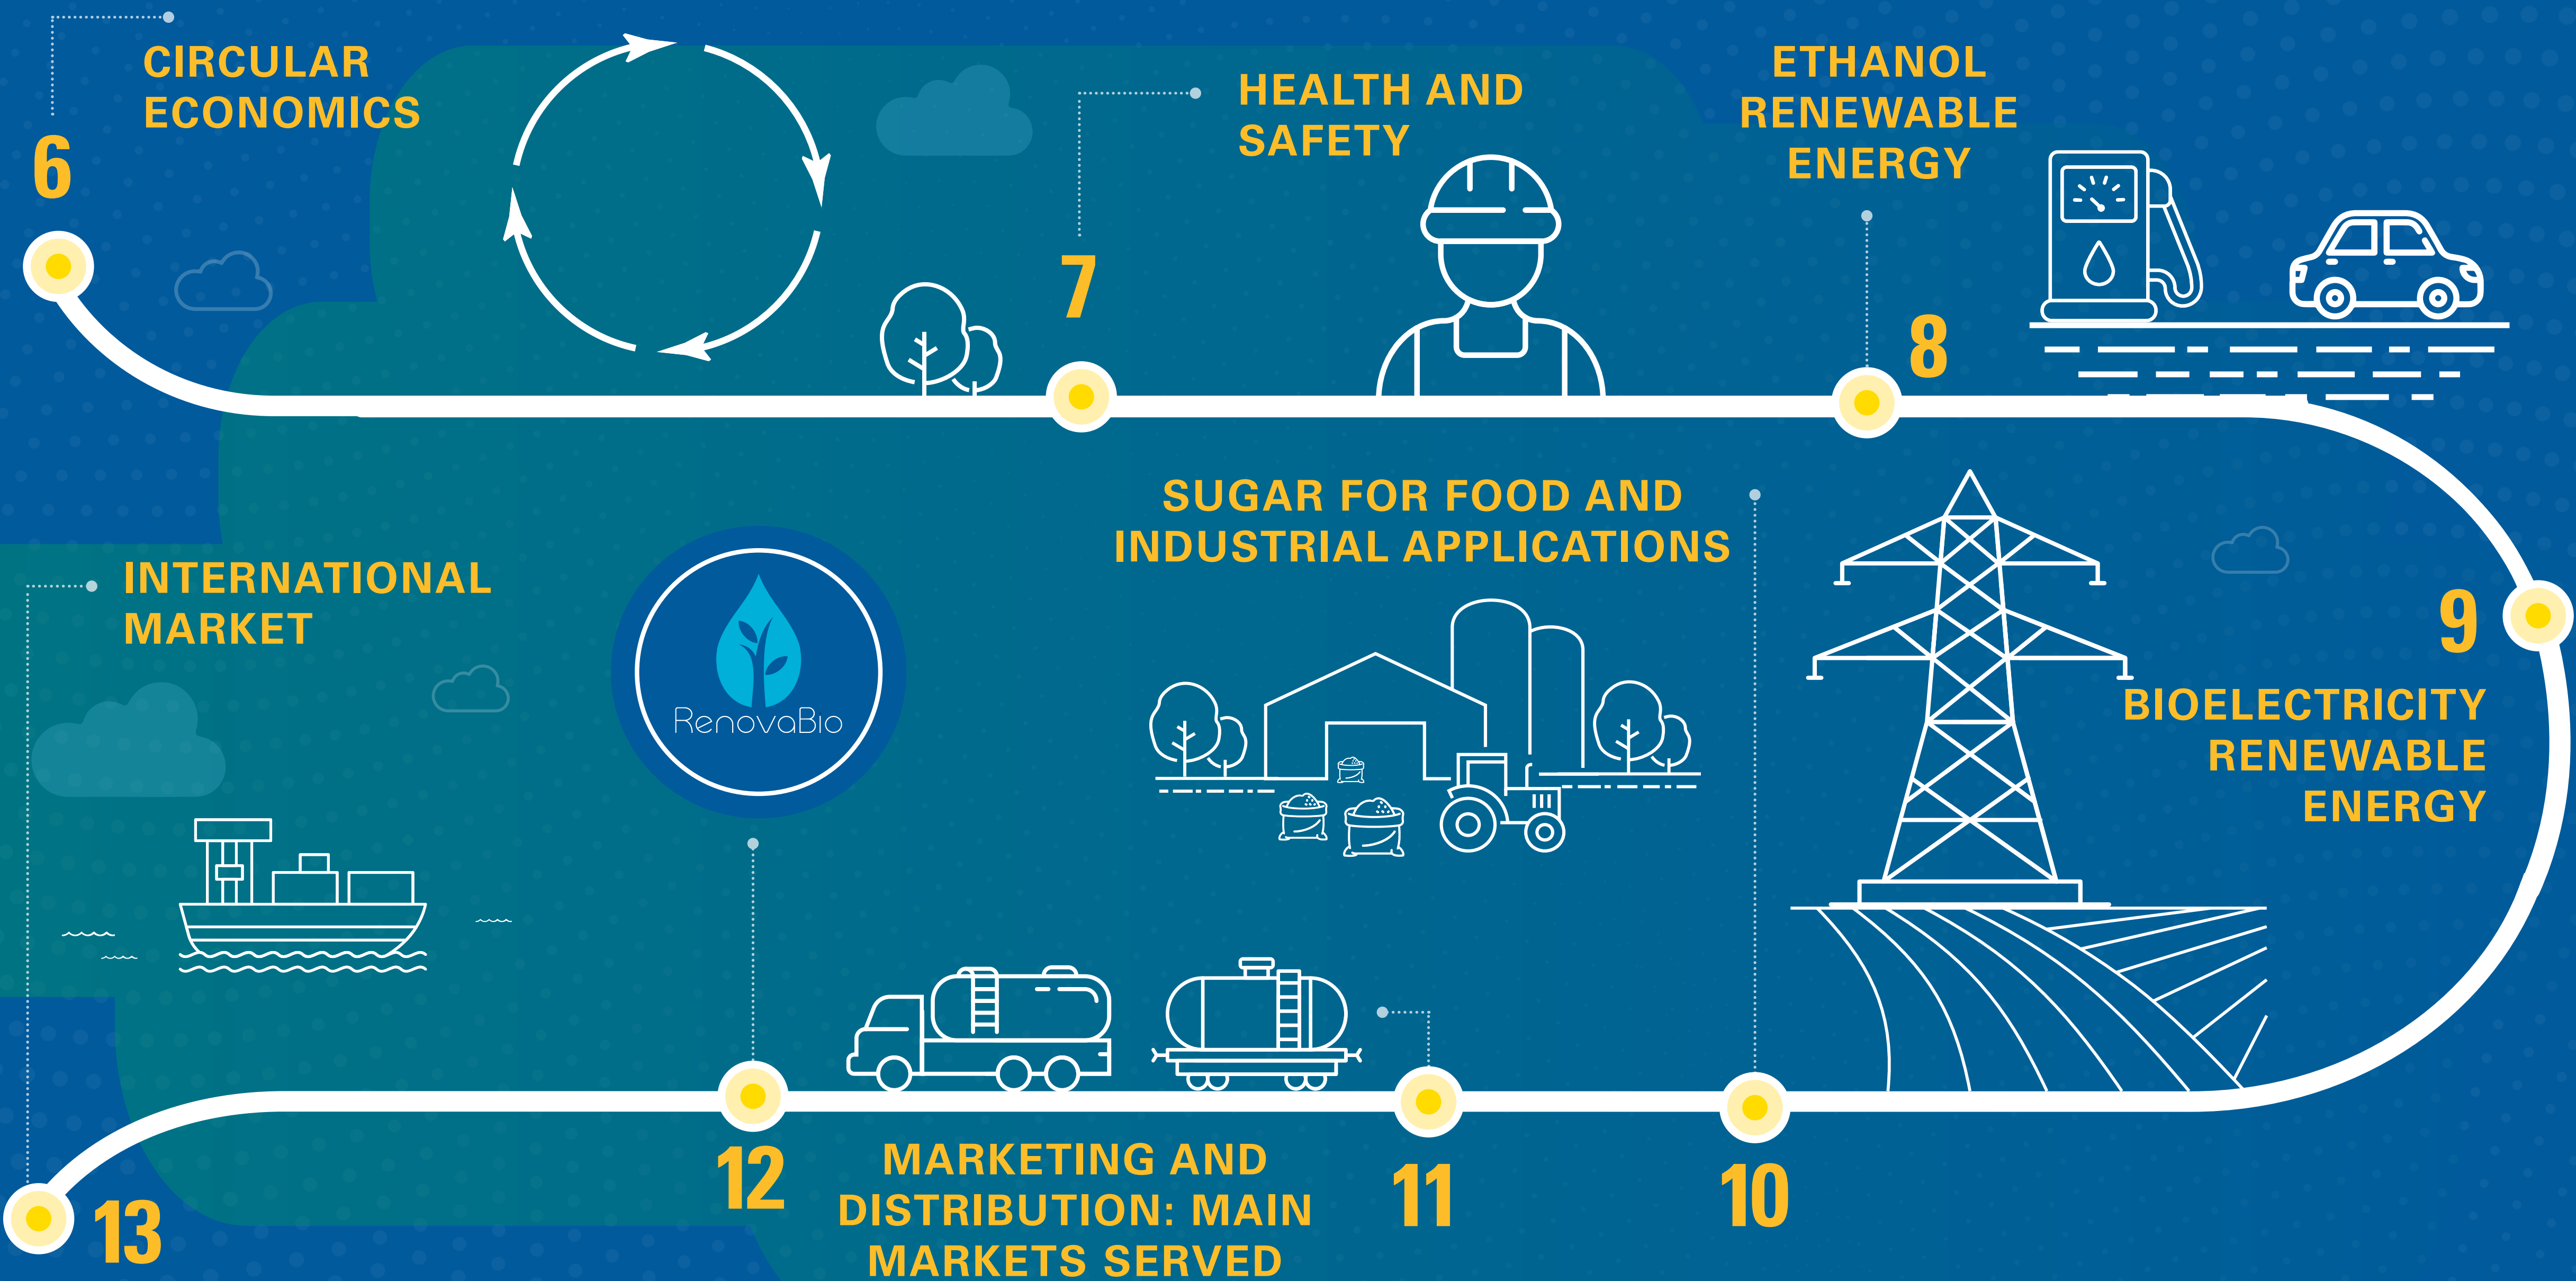 6
CIRCULAR
ECONOMICS
7
HEALTH AND
SAFETY
8
ETHANOL
RENEWABLE
ENERGY
9
BIOELECTRICITY
RENEWABLE
ENERGY
10
SUGAR FOR FOOD AND
INDUSTRIAL APPLICATIONS
11
MARKETING AND
DISTRIBUTION: MAIN
MARKETS SERVED
12
RenovaBio
13
INTERNATIONAL
MARKET